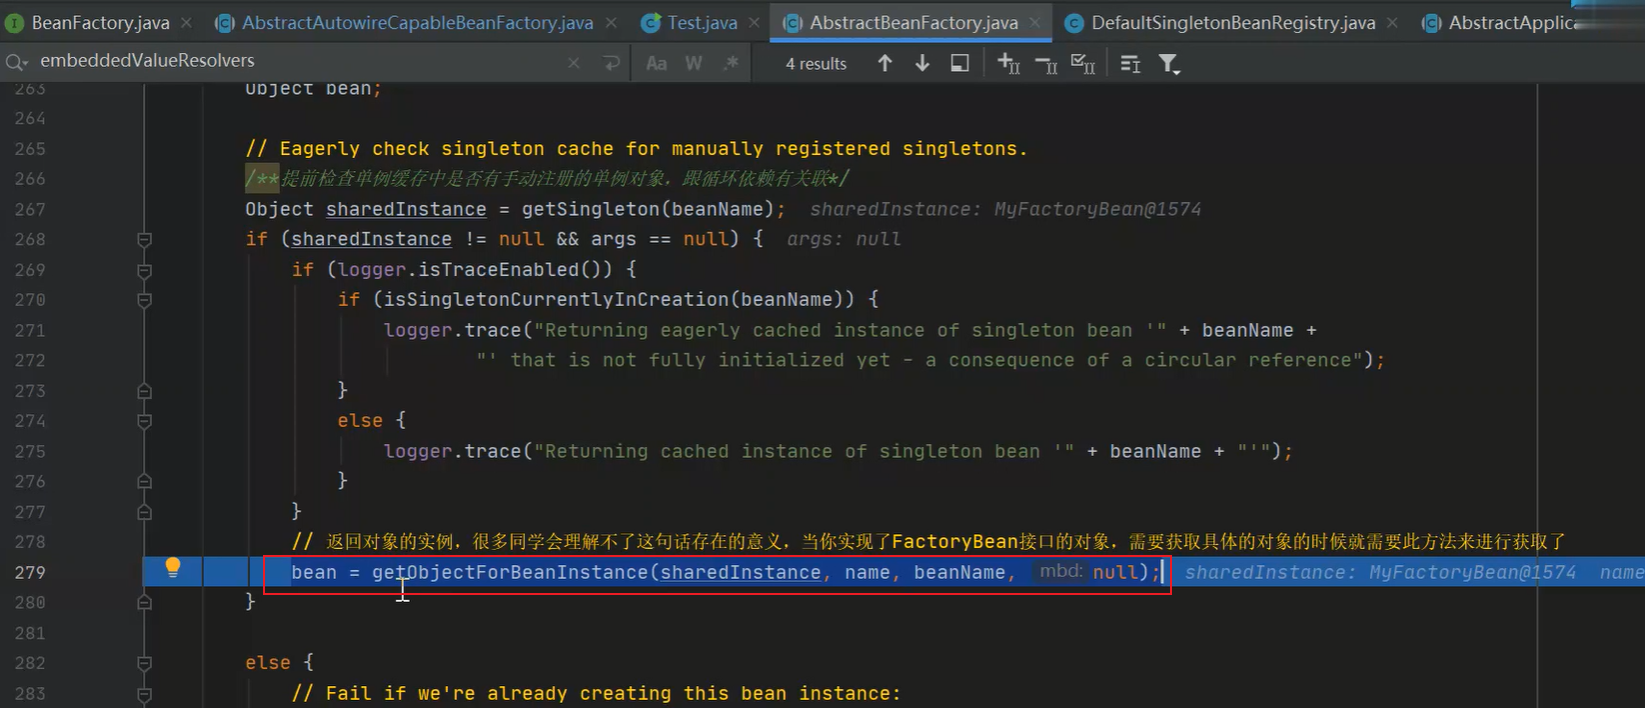 BeanFactory.java AbstractAutowireCapableBeanFactory.java Test.java AbstractBeanFactory.java DefaultSingletonBeanRegistry.java AbstractApplica
embeddedValueResolvers Aa W .* 4 results
263 Object bean;
264
265 // Eagerly check singleton cache for manually registered singletons.
266 /**提前检查单例缓存中是否有手动注册的单例对象，跟循环依赖有关联*/
267 Object sharedInstance = getSingleton(beanName); sharedInstance: MyFactoryBean@1574
268 if (sharedInstance != null && args == null) { args: null
269 if (logger.isTraceEnabled()) {
270 if (isSingletonCurrentlyInCreation(beanName)) {
271 logger.trace("Returning eagerly cached instance of singleton bean '" + beanName +
272 "' that is not fully initialized yet - a consequence of a circular reference");
273 }
274 else {
275 logger.trace("Returning cached instance of singleton bean '" + beanName + "'");
276 }
277 }
278 // 返回对象的实例，很多同学会理解不了这句话存在的意义，当你实现了FactoryBean接口的对象，需要获取具体的对象的时候就需要此方法来进行获取了
279 bean = getObjectForBeanInstance(sharedInstance, name, beanName, mbd: null); sharedInstance: MyFactoryBean@1574 name
280 }
281
282 else {
283 // Fail if we're already creating this bean instance: